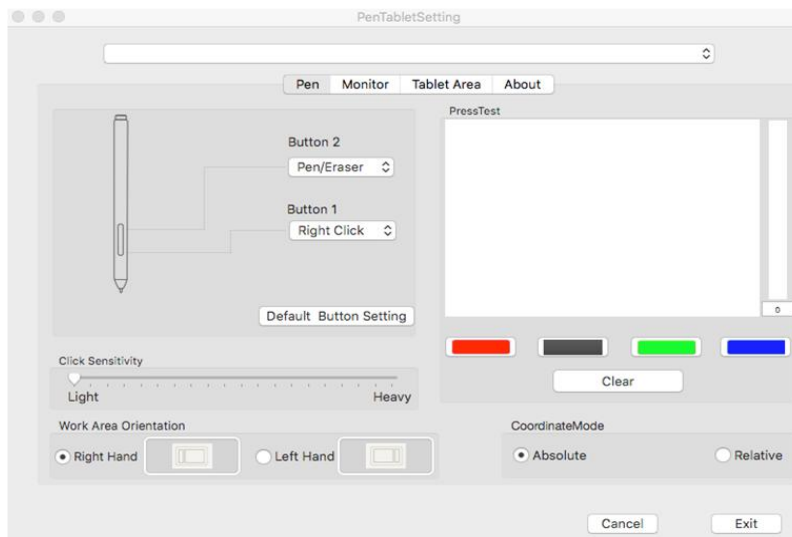 PenTabletSetting
Pen Monitor Tablet Area About
Button 2
Pen/Eraser
Button 1
Right Click
Default Button Setting
PressTest
0
Clear
Click Sensitivity
Light Heavy
Work Area Orientation
Right Hand Left Hand
CoordinateMode
Absolute Relative
Cancel Exit